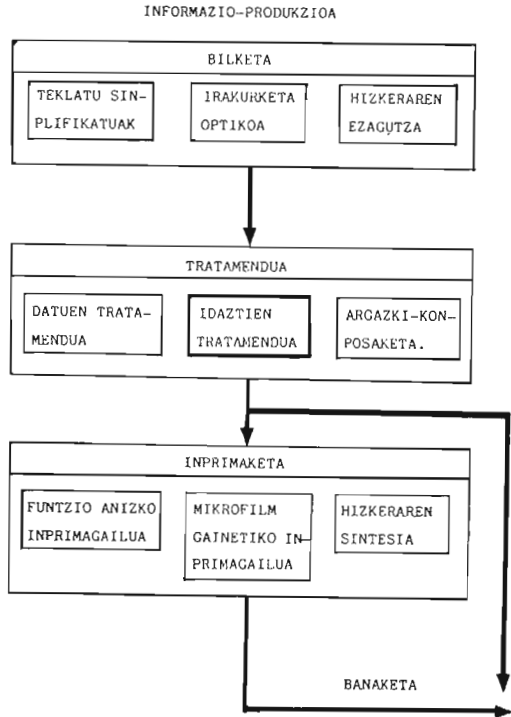 INFORMAZIO-PRODUKZIOA
BILKETA
TEKLATU SIN-
PLIFIKATUAK
IRAKURKETA
OPTIKOA
HIZKERAREN
EZAGUTZA
TRATAMENDUA
DATUEN TRATA-
MENDUA
IDAZTIEN
TRATAMENDUA
ARGAZKI-KON-
POSAKETA.
INPRIMAKETA
FUNTZIO ANIZKO
INPRIMAGAILUA
MIKROFILM
GAINETIKO IN-
PRIMAGAILUA
HIZKERAREN
SINTESIA
BANAKETA